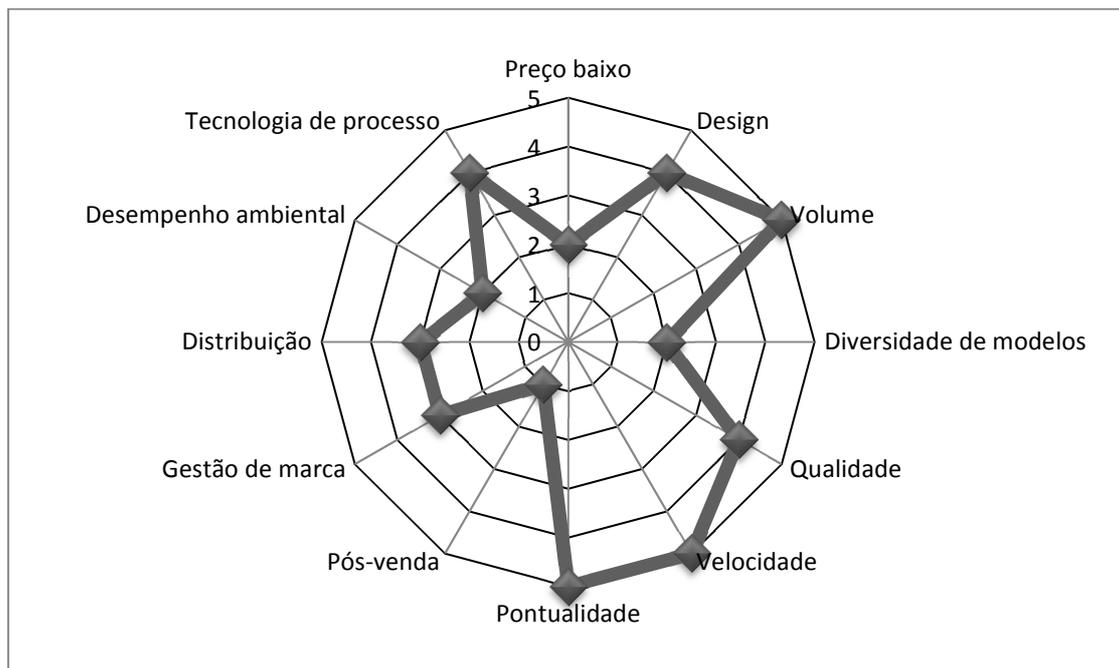 Preço baixo
5
Tecnologia de processo
Design
4
3
Desempenho ambiental
Volume
2
1
Distribuição
0
Diversidade de modelos
Gestão de marca
Qualidade
Pós-venda
Velocidade
Pontualidade